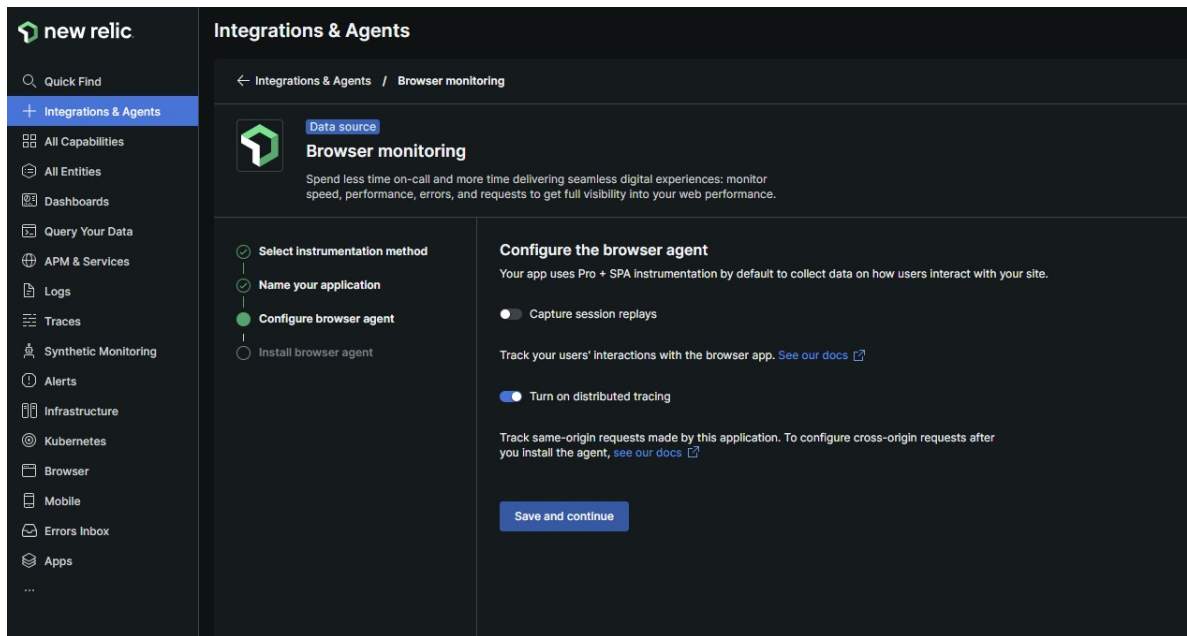 new relic
Integrations & Agents
Quick Find
Integrations & Agents
All Capabilities
All Entities
Dashboards
Query Your Data
APM & Services
Logs
Traces
Synthetic Monitoring
Alerts
Infrastructure
Kubernetes
Browser
Mobile
Errors Inbox
Apps
...
Integrations & Agents / Browser monitoring
Data source
Browser monitoring
Spend less time on-call and more time delivering seamless digital experiences: monitor
speed, performance, errors, and requests to get full visibility into your web performance.
Select instrumentation method
Name your application
Configure browser agent
Install browser agent
Configure the browser agent
Your app uses Pro + SPA instrumentation by default to collect data on how users interact with your site.
Capture session replays
Track your users' interactions with the browser app. See our docs
Turn on distributed tracing
Track same-origin requests made by this application. To configure cross-origin requests after
you install the agent, see our docs
Save and continue